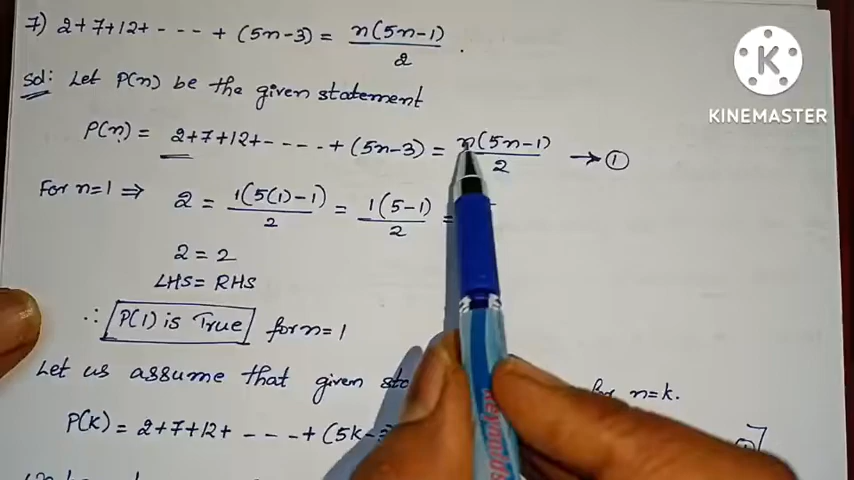 7) 2+7+12+ - - - - + (5n-3) = n(5n-1)/2 .
Sol: Let P(n) be the given statement
P(n) = 2+7+12+- - - - + (5n-3) = n(5n-1)/2 → ①
For n=1 ⇒ 2 = 1(5(1)-1)/2 = 1(5-1)/2 =
2 = 2
LHS = RHS
∴ P(1) is True for n=1
Let us assume that given for n=k.
P(k) = 2+7+12+ - - - - + (5k-
K
KINEMASTER